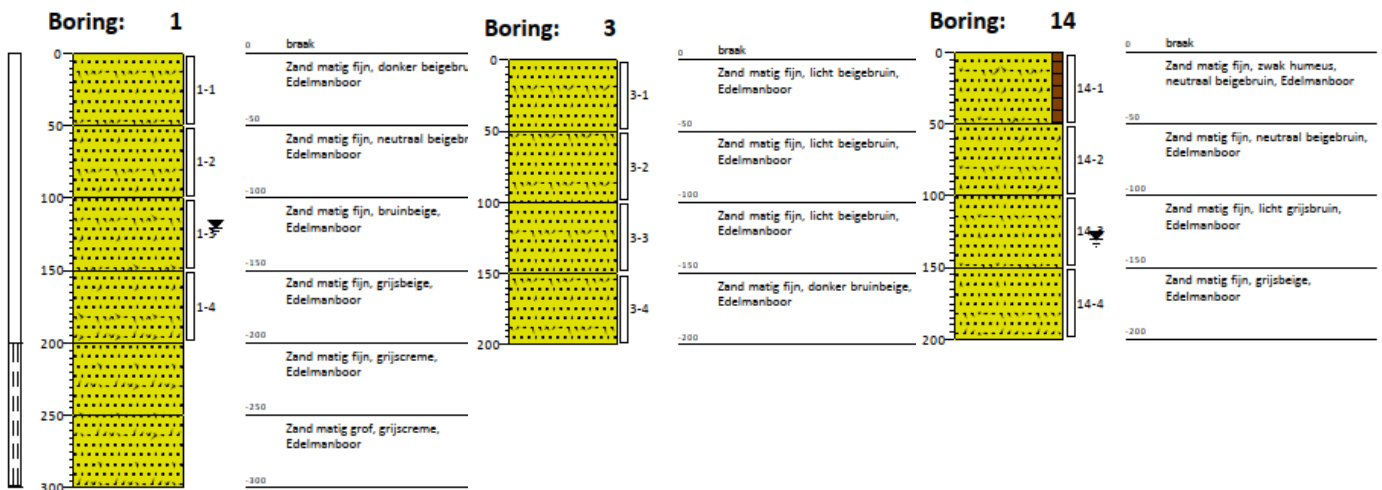 Boring: 1
0
50
100
150
200
250
300
1-1
1-2
1-3
1-4
0 braak
Zand matig fijn, donker beigebru
Edelmanboor
-50
Zand matig fijn, neutraal beigebr
Edelmanboor
-100
Zand matig fijn, bruinbeige,
Edelmanboor
-150
Zand matig fijn, grijsbeige,
Edelmanboor
-200
Zand matig fijn, grijscreme,
Edelmanboor
-250
Zand matig grof, grijscreme,
Edelmanboor
-300
Boring: 3
0
50
100
150
200
3-1
3-2
3-3
3-4
0 braak
Zand matig fijn, licht beigebruin,
Edelmanboor
-50
Zand matig fijn, licht beigebruin,
Edelmanboor
-100
Zand matig fijn, licht beigebruin,
Edelmanboor
-150
Zand matig fijn, donker bruinbeige,
Edelmanboor
-200
Boring: 14
0
50
100
150
200
14-1
14-2
14-3
14-4
0 braak
Zand matig fijn, zwak humeus,
neutraal beigebruin, Edelmanboor
-50
Zand matig fijn, neutraal beigebruin,
Edelmanboor
-100
Zand matig fijn, licht grijsbruin,
Edelmanboor
-150
Zand matig fijn, grijsbeige,
Edelmanboor
-200